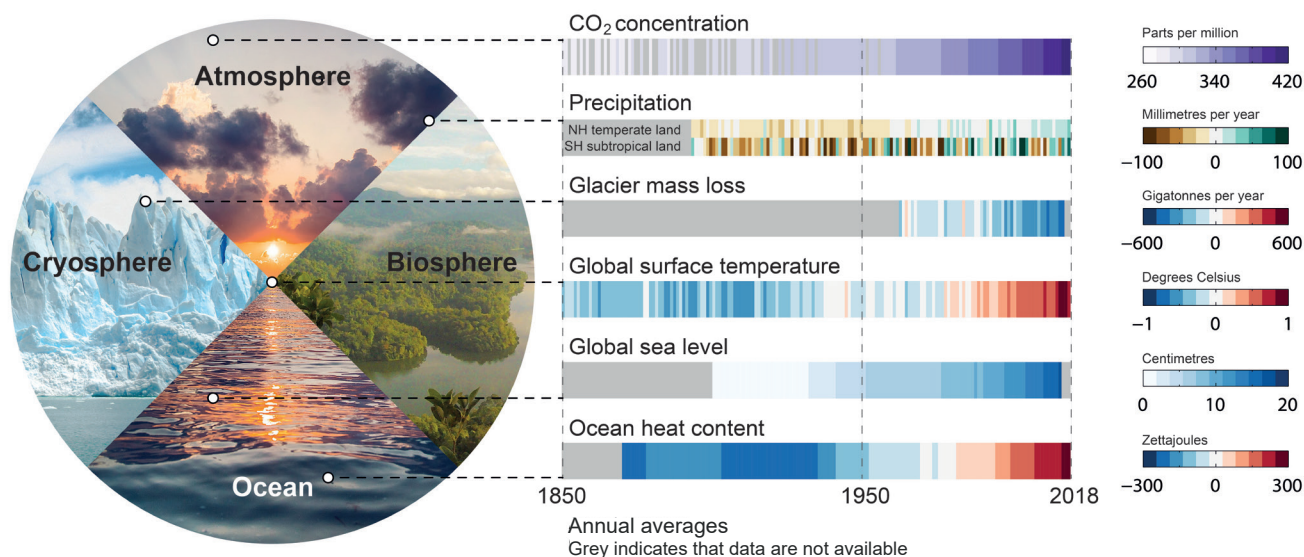 Atmosphere
Cryosphere
Biosphere
Ocean
CO₂ concentration
Precipitation
NH temperate land
SH subtropical land
Glacier mass loss
Global surface temperature
Global sea level
Ocean heat content
1850
1950
2018
Annual averages
Grey indicates that data are not available
Parts per million
260 340 420
Millimetres per year
−100 0 100
Gigatonnes per year
−600 0 600
Degrees Celsius
−1 0 1
Centimetres
0 10 20
Zettajoules
−300 0 300